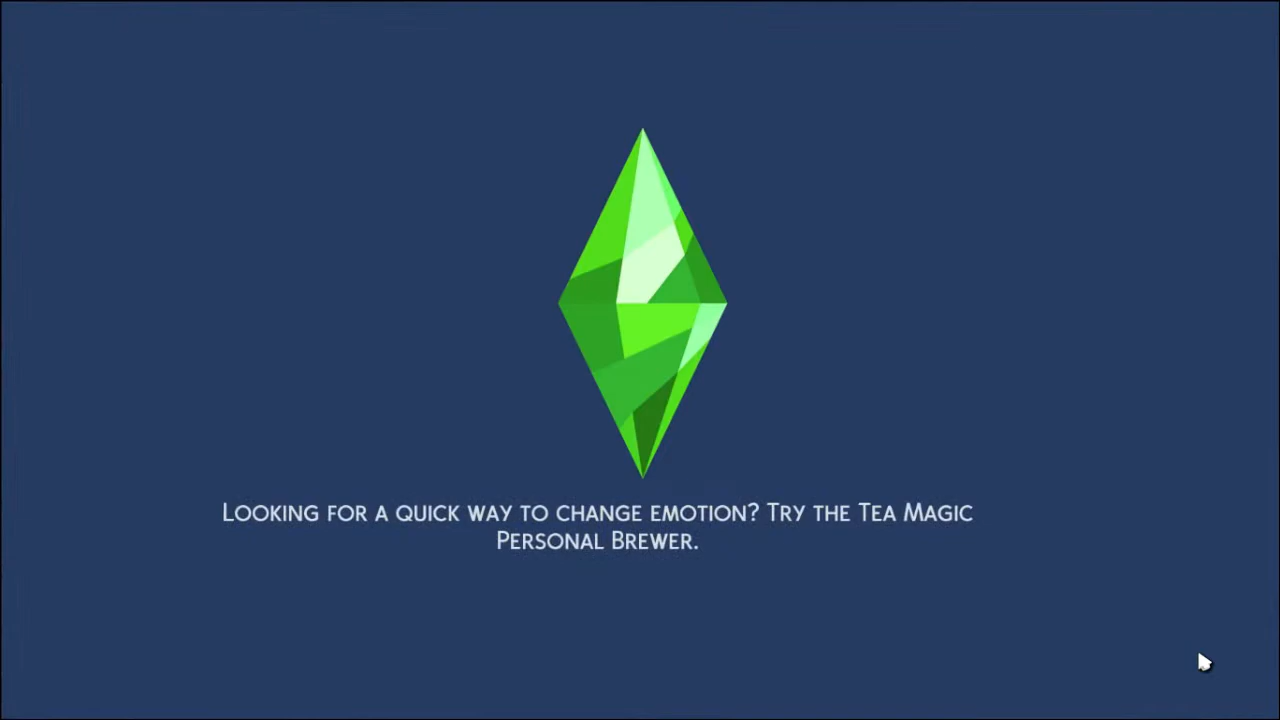 Looking for a quick way to change emotion? Try the Tea Magic
Personal Brewer.